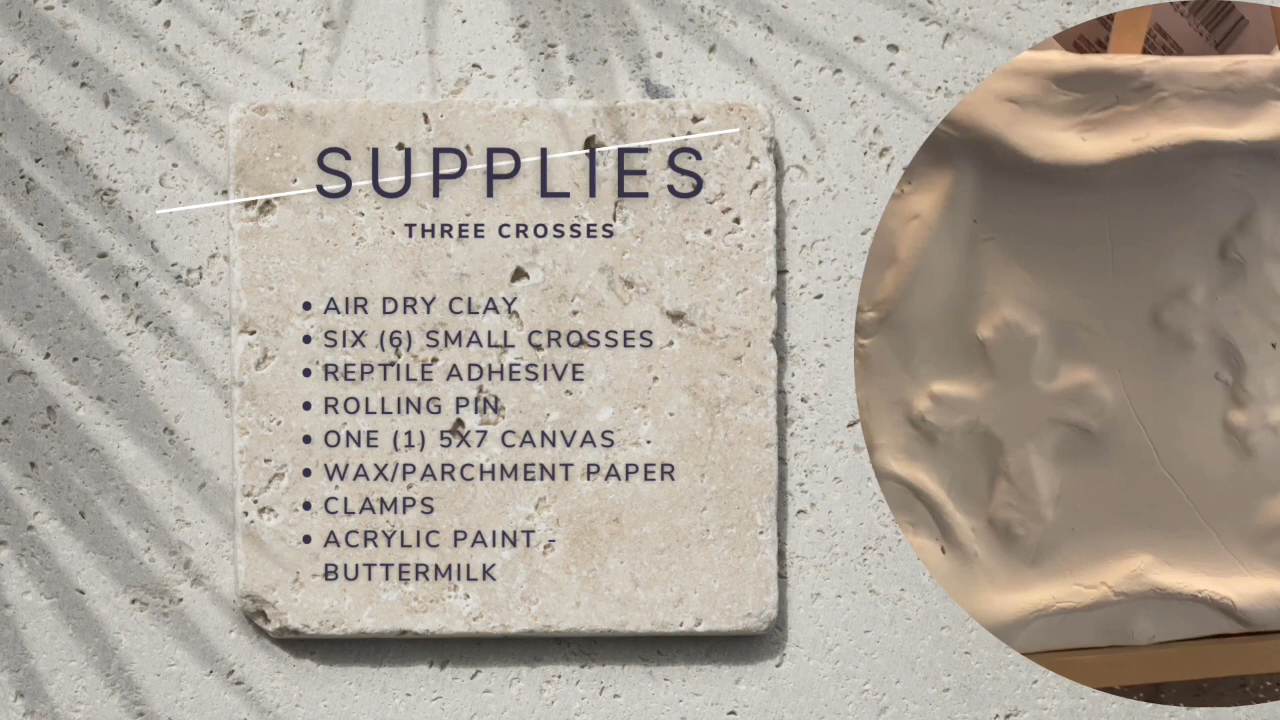 SUPPLIES
THREE CROSSES
• AIR DRY CLAY
• SIX (6) SMALL CROSSES
• REPTILE ADHESIVE
• ROLLING PIN
• ONE (1) 5X7 CANVAS
• WAX/PARCHMENT PAPER
• CLAMPS
• ACRYLIC PAINT -
BUTTERMILK